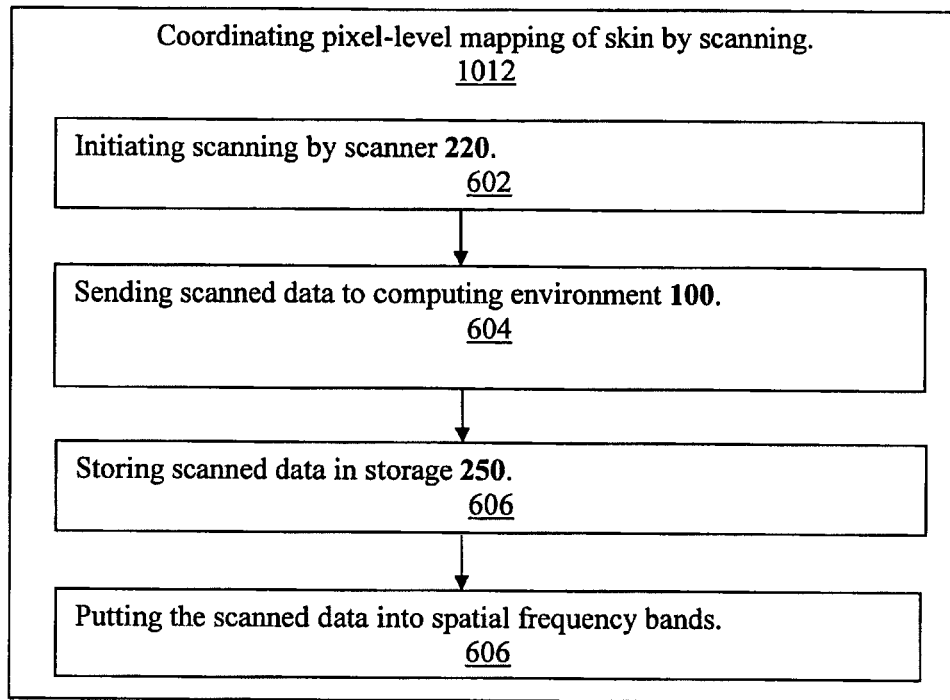 Coordinating pixel-level mapping of skin by scanning.
1012
Initiating scanning by scanner 220.
602
Sending scanned data to computing environment 100.
604
Storing scanned data in storage 250.
606
Putting the scanned data into spatial frequency bands.
606